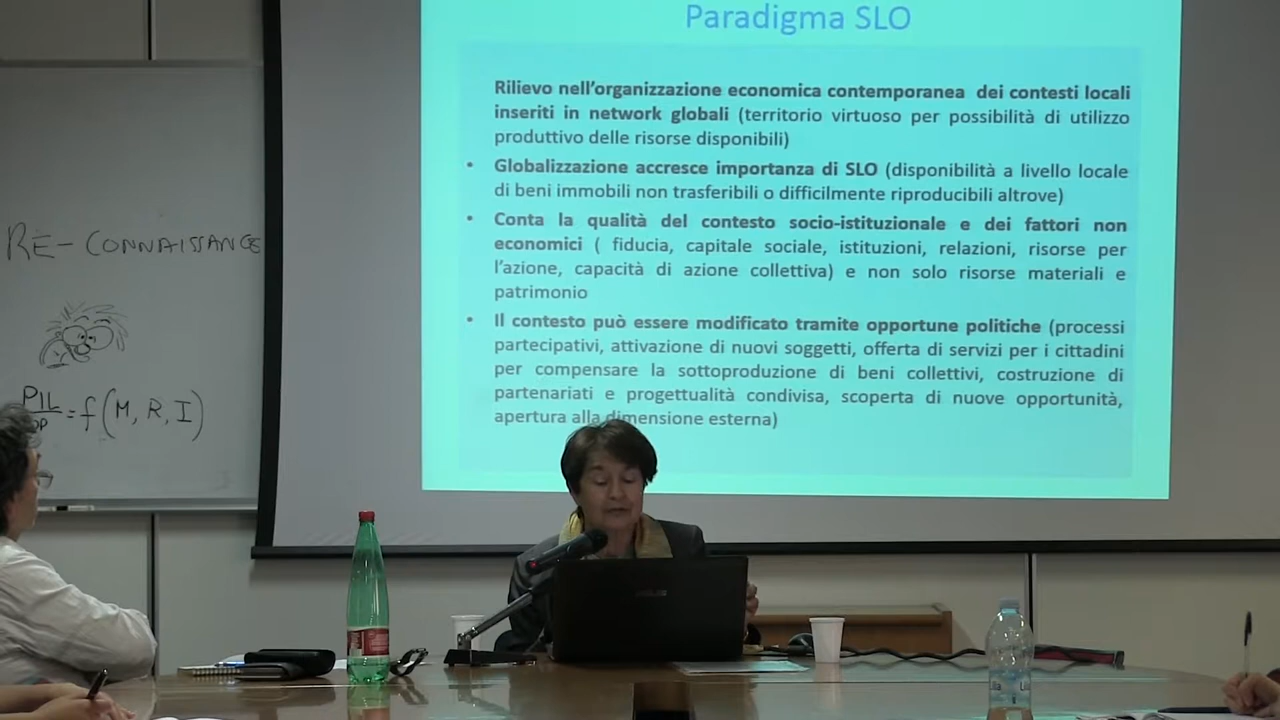 Paradigma SLO
Rilievo nell'organizzazione economica contemporanea dei contesti locali
inseriti in network globali (territorio virtuoso per possibilità di utilizzo
produttivo delle risorse disponibili)
• Globalizzazione accresce importanza di SLO (disponibilità a livello locale
di beni immobili non trasferibili o difficilmente riproducibili altrove)
• Conta la qualità del contesto socio-istituzionale e dei fattori non
economici ( fiducia, capitale sociale, istituzioni, relazioni, risorse per
l'azione, capacità di azione collettiva) e non solo risorse materiali e
patrimonio
• Il contesto può essere modificato tramite opportune politiche (processi
partecipativi, attivazione di nuovi soggetti, offerta di servizi per i cittadini
per compensare la sottoproduzione di beni collettivi, costruzione di
partenariati e progettualità condivisa, scoperta di nuove opportunità,
apertura alla dimensione esterna)
RE-CONNAISSANCE
PIL
= f(M, R, I)
ASUS